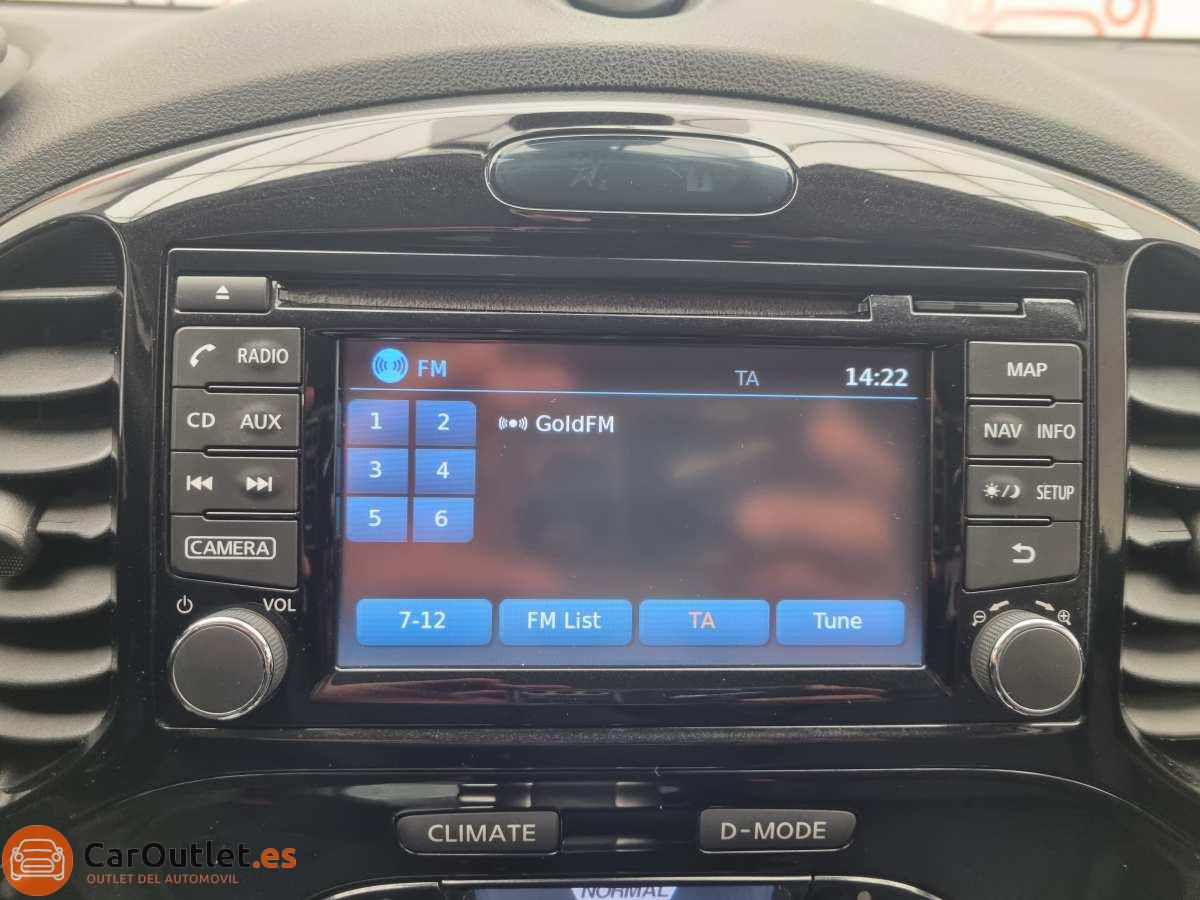 RADIO
CD AUX
CAMERA
VOL
FM
TA 14:22
1 2
3 4
5 6
GoldFM
7-12 FM List TA Tune
MAP
NAV INFO
SETUP
CLIMATE
D-MODE
NORMAL
CarOutlet.es
OUTLET DEL AUTOMOVIL